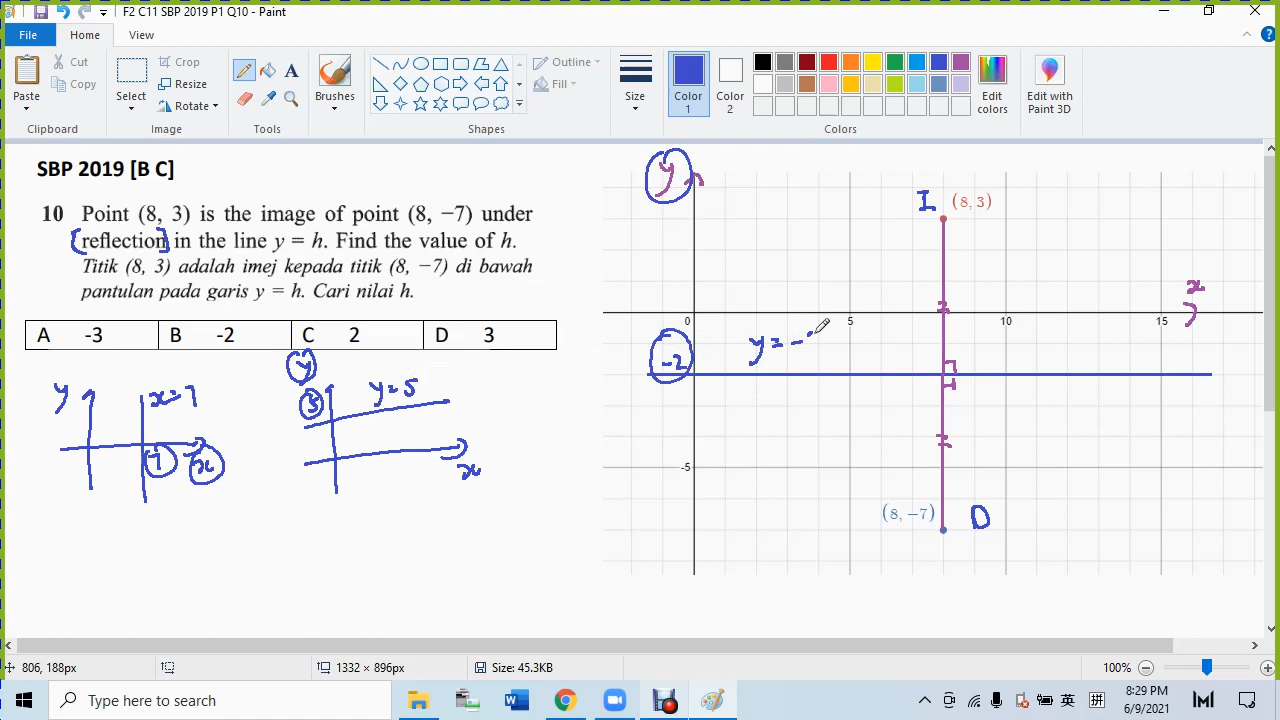 F2 C11 SBP 2019 P1 Q10 - Paint
File Home View
Paste Cut Copy
Clipboard
Select Crop Resize Rotate
Image
Tools
Brushes
Outline Fill
Shapes
Size
Color 1
Color 2
Edit colors
Edit with Paint 3D
Colors
SBP 2019 [B C]
10 Point (8, 3) is the image of point (8, −7) under
reflection in the line y = h. Find the value of h.
Titik (8, 3) adalah imej kepada titik (8, −7) di bawah
pantulan pada garis y = h. Cari nilai h.
A -3 B -2 C 2 D 3
y x=7
7 x
y
5 y=5
x
y
I (8, 3)
x
0 5 10 15
y = -
-2
-5
(8, −7) D
806, 188px 1332 × 896px Size: 45.3KB 100%
Type here to search
英 拼
8:29 PM
6/9/2021